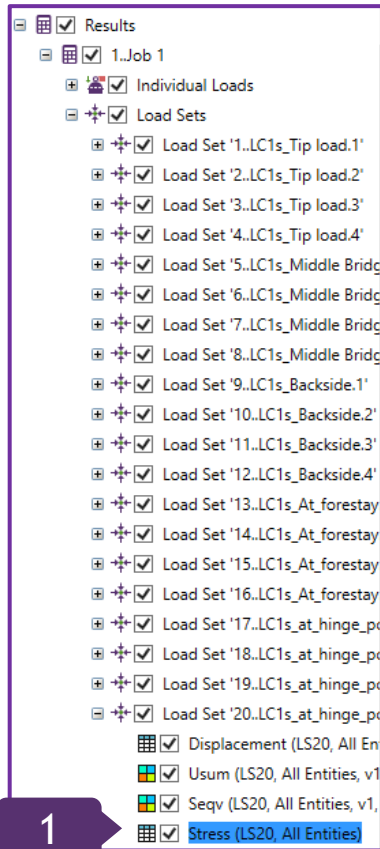 Results
1..Job 1
Individual Loads
Load Sets
Load Set '1..LC1s_Tip load.1'
Load Set '2..LC1s_Tip load.2'
Load Set '3..LC1s_Tip load.3'
Load Set '4..LC1s_Tip load.4'
Load Set '5..LC1s_Middle Bridg
Load Set '6..LC1s_Middle Bridg
Load Set '7..LC1s_Middle Bridg
Load Set '8..LC1s_Middle Bridg
Load Set '9..LC1s_Backside.1'
Load Set '10..LC1s_Backside.2'
Load Set '11..LC1s_Backside.3'
Load Set '12..LC1s_Backside.4'
Load Set '13..LC1s_At_forestay
Load Set '14..LC1s_At_forestay
Load Set '15..LC1s_At_forestay
Load Set '16..LC1s_At_forestay
Load Set '17..LC1s_at_hinge_po
Load Set '18..LC1s_at_hinge_po
Load Set '19..LC1s_at_hinge_po
Load Set '20..LC1s_at_hinge_po
Displacement (LS20, All Ent
Usum (LS20, All Entities, v1
Seqv (LS20, All Entities, v1,
1 Stress (LS20, All Entities)